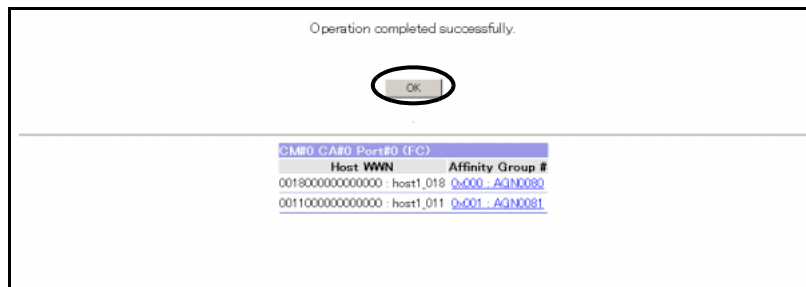 Operation completed successfully.
OK
CM#0 CA#0 Port#0 (FC)
Host WWN Affinity Group #
0018000000000000 : host1_018 0x000 : AGN0080
0011000000000000 : host1_011 0x001 : AGN0081